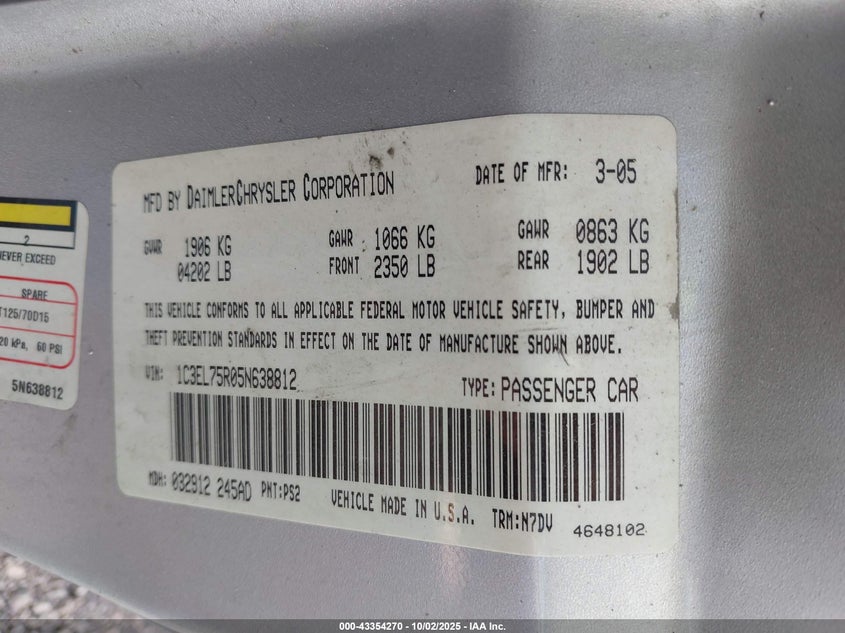 MFD BY DAIMLERCHRYSLER CORPORATION
DATE OF MFR: 3-05
GVWR 1906 KG
04202 LB
GAWR 1066 KG
FRONT 2350 LB
GAWR 0863 KG
REAR 1902 LB
THIS VEHICLE CONFORMS TO ALL APPLICABLE FEDERAL MOTOR VEHICLE SAFETY, BUMPER AND
THEFT PREVENTION STANDARDS IN EFFECT ON THE DATE OF MANUFACTURE SHOWN ABOVE.
VIN: 1C3EL75R05N638812
TYPE: PASSENGER CAR
MDH: 032912 245AD PNT:PS2
VEHICLE MADE IN U.S.A. TRM:N7DV
4648102
2
NEVER EXCEED
SPARE
T125/70D15
20 kPa, 60 PSI
5N638812
000-43354270 - 10/02/2025 - IAA Inc.